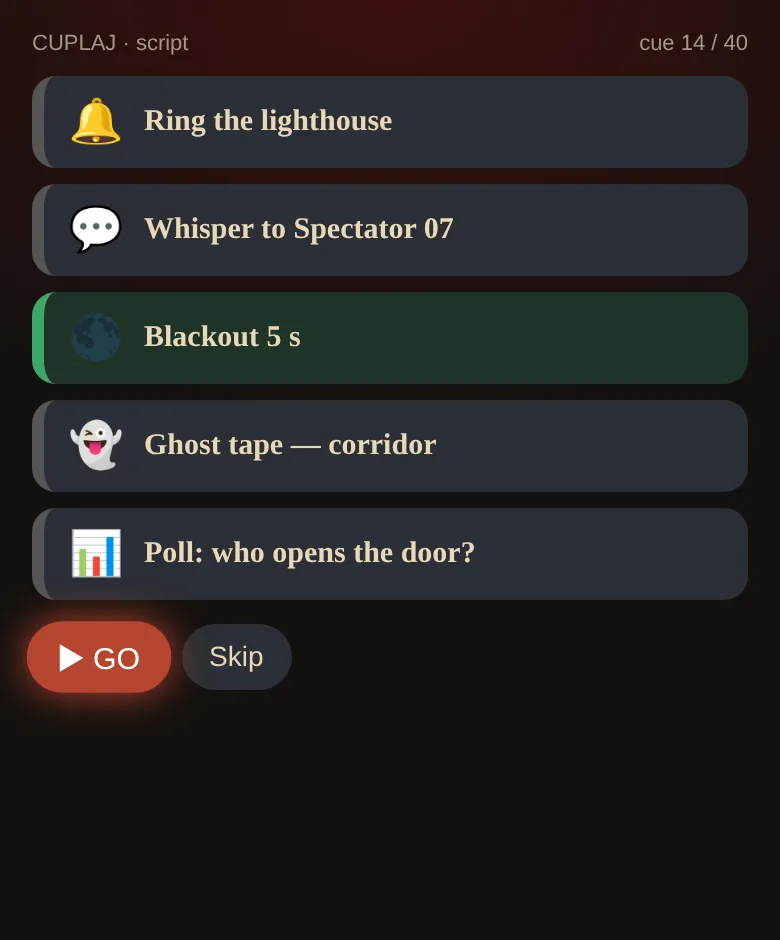 CUPLAJ · script
cue 14 / 40
Ring the lighthouse
Whisper to Spectator 07
Blackout 5 s
Ghost tape — corridor
Poll: who opens the door?
▶ GO
Skip